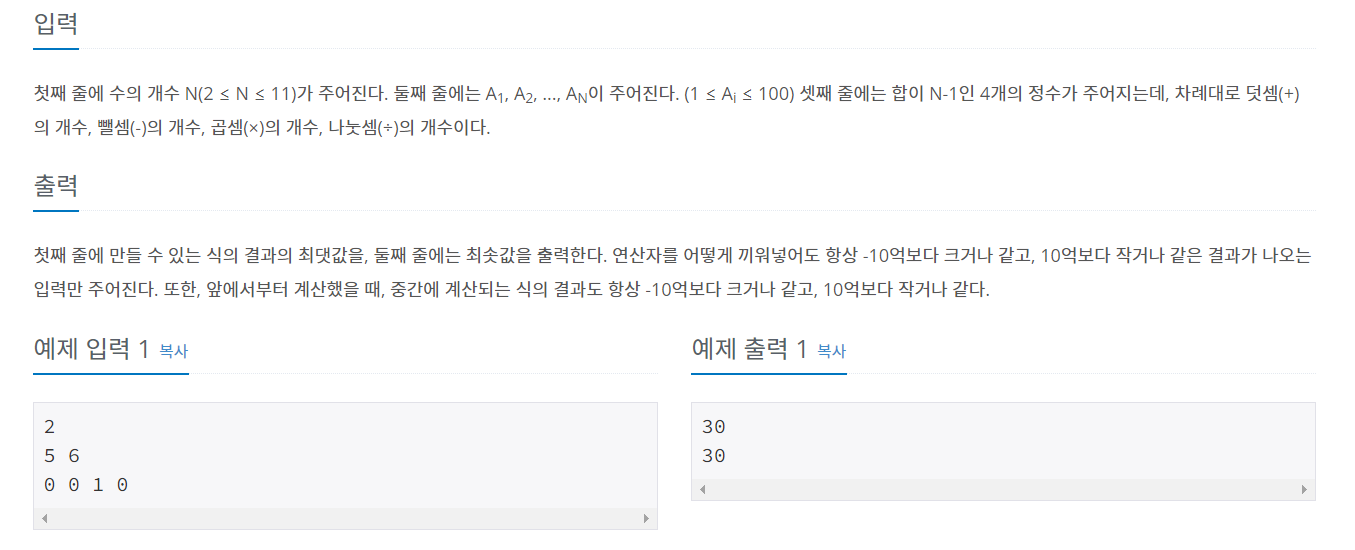 입력
첫째 줄에 수의 개수 N(2 ≤ N ≤ 11)가 주어진다. 둘째 줄에는 A1, A2, ..., AN이 주어진다. (1 ≤ Ai ≤ 100) 셋째 줄에는 합이 N-1인 4개의 정수가 주어지는데, 차례대로 덧셈(+)
의 개수, 뺄셈(-)의 개수, 곱셈(×)의 개수, 나눗셈(÷)의 개수이다.
출력
첫째 줄에 만들 수 있는 식의 결과의 최댓값을, 둘째 줄에는 최솟값을 출력한다. 연산자를 어떻게 끼워넣어도 항상 -10억보다 크거나 같고, 10억보다 작거나 같은 결과가 나오는
입력만 주어진다. 또한, 앞에서부터 계산했을 때, 중간에 계산되는 식의 결과도 항상 -10억보다 크거나 같고, 10억보다 작거나 같다.
예제 입력 1 복사
2
5 6
0 0 1 0
예제 출력 1 복사
30
30